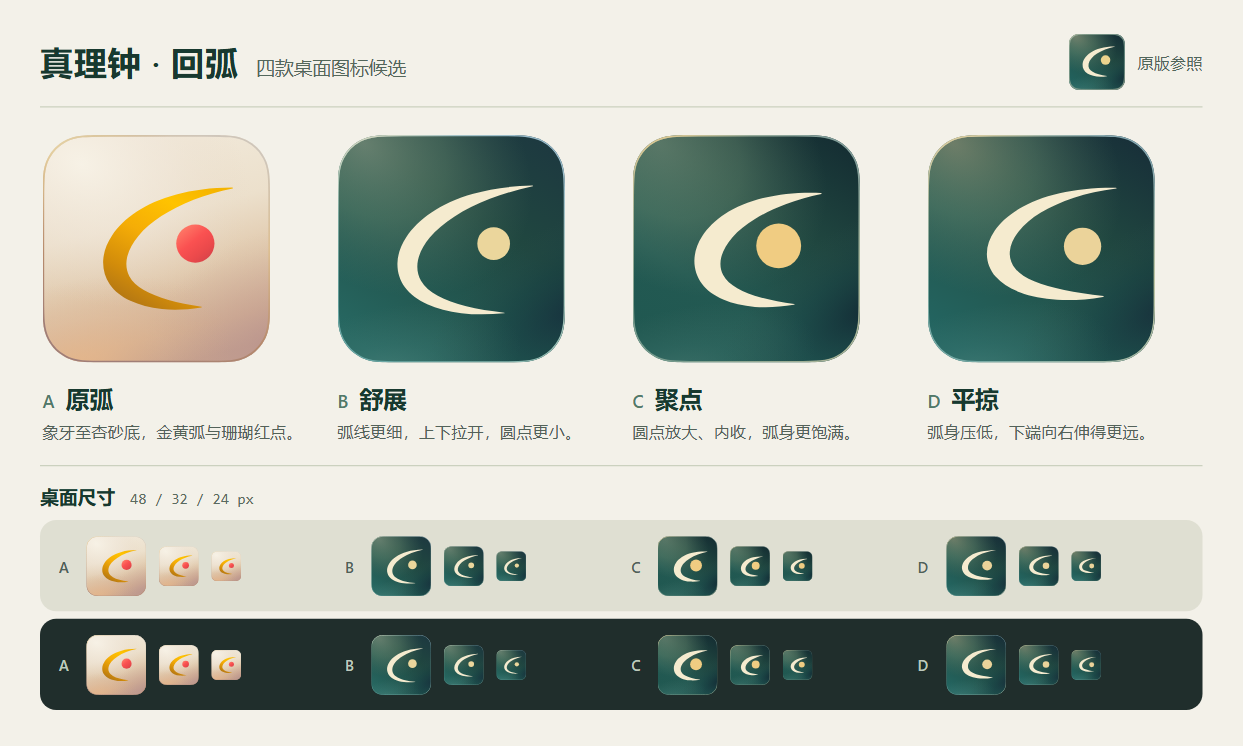 真理钟 · 回弧 四款桌面图标候选 原版参照
A 原弧
象牙至杏砂底，金黄弧与珊瑚红点。
B 舒展
弧线更细，上下拉开，圆点更小。
C 聚点
圆点放大、内收，弧身更饱满。
D 平掠
弧身压低，下端向右伸得更远。
桌面尺寸 48 / 32 / 24 px
A B C D
A B C D